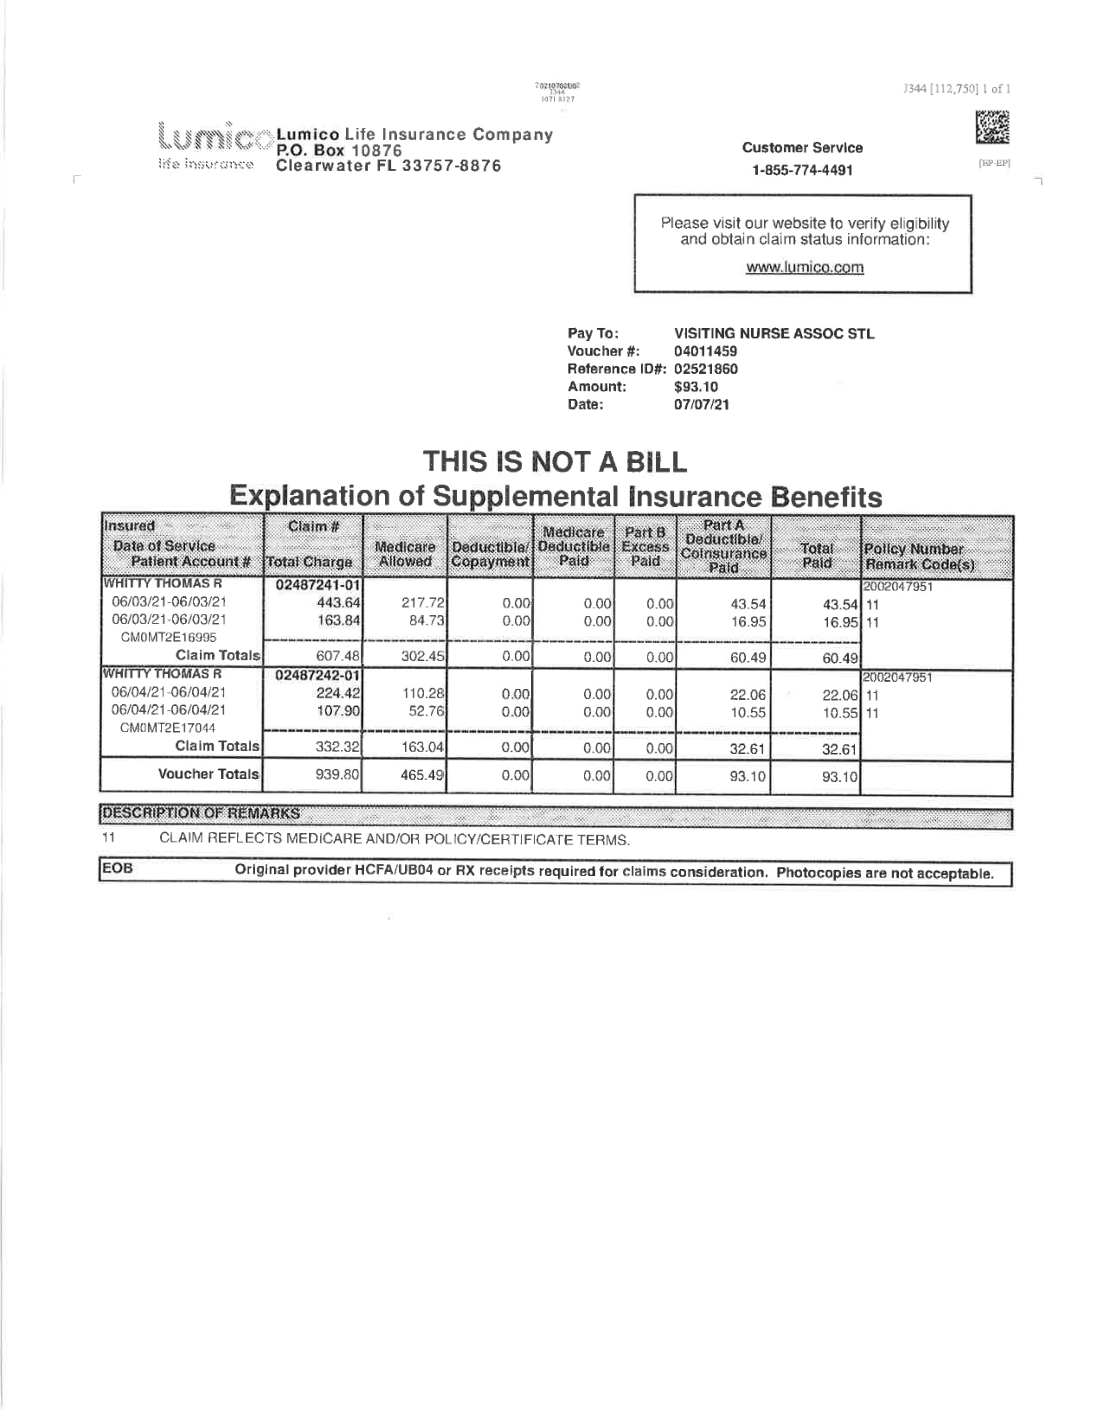 J344 [112,750] 1 of 1
J344
1071 8127
Lumico Lumico Life Insurance Company
P.O. Box 10876
life insurance Clearwater FL 33757-8876
Customer Service
1-855-774-4491
[EP-EP]
Please visit our website to verify eligibility
and obtain claim status information:
www.lumico.com
Pay To: VISITING NURSE ASSOC STL
Voucher #: 04011459
Reference ID#: 02521860
Amount: $93.10
Date: 07/07/21
THIS IS NOT A BILL
Explanation of Supplemental Insurance Benefits
Insured Date of Service Patient Account # Claim # Total Charge Medicare Allowed Deductible/ Copayment Medicare Deductible Paid Part B Excess Paid Part A Deductible/ Coinsurance Paid Total Paid Policy Number Remark Code(s)
WHITTY THOMAS R 02487241-01 2002047951
06/03/21-06/03/21 443.64 217.72 0.00 0.00 0.00 43.54 43.54 11
06/03/21-06/03/21 163.84 84.73 0.00 0.00 0.00 16.95 16.95 11
CM0MT2E16995
Claim Totals 607.48 302.45 0.00 0.00 0.00 60.49 60.49
WHITTY THOMAS R 02487242-01 2002047951
06/04/21-06/04/21 224.42 110.28 0.00 0.00 0.00 22.06 22.06 11
06/04/21-06/04/21 107.90 52.76 0.00 0.00 0.00 10.55 10.55 11
CM0MT2E17044
Claim Totals 332.32 163.04 0.00 0.00 0.00 32.61 32.61
Voucher Totals 939.80 465.49 0.00 0.00 0.00 93.10 93.10
DESCRIPTION OF REMARKS
11 CLAIM REFLECTS MEDICARE AND/OR POLICY/CERTIFICATE TERMS.
EOB Original provider HCFA/UB04 or RX receipts required for claims consideration. Photocopies are not acceptable.